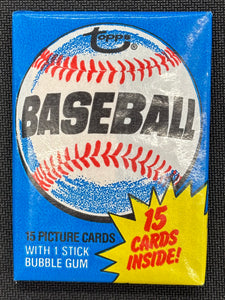 topps
BASEBALL
15 PICTURE CARDS
WITH 1 STICK
BUBBLE GUM
15
CARDS
INSIDE!